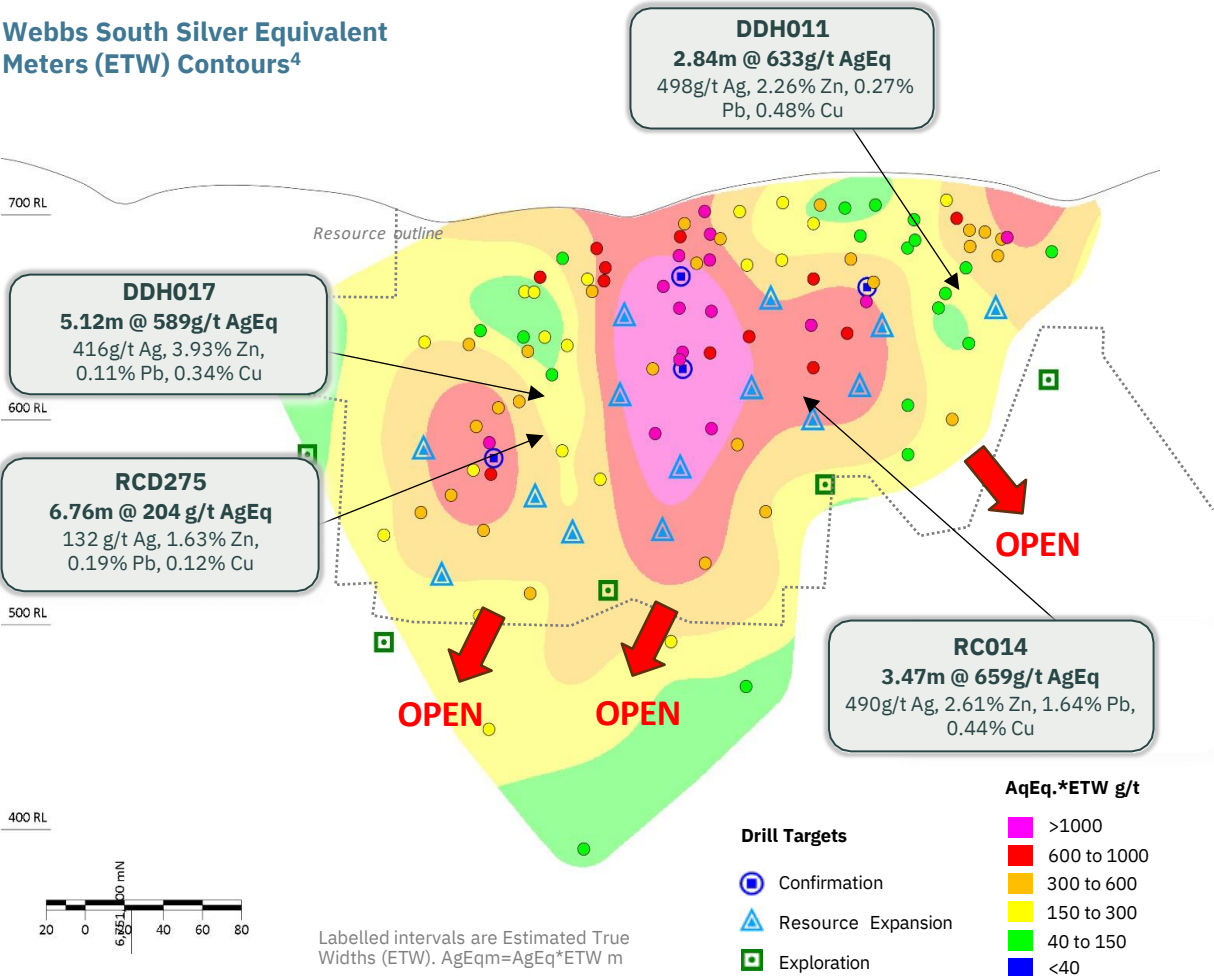 Webbs South Silver Equivalent
Meters (ETW) Contours⁴
DDH011
2.84m @ 633g/t AgEq
498g/t Ag, 2.26% Zn, 0.27%
Pb, 0.48% Cu
700 RL
Resource outline
DDH017
5.12m @ 589g/t AgEq
416g/t Ag, 3.93% Zn,
0.11% Pb, 0.34% Cu
600 RL
RCD275
6.76m @ 204 g/t AgEq
132 g/t Ag, 1.63% Zn,
0.19% Pb, 0.12% Cu
OPEN
500 RL
RC014
3.47m @ 659g/t AgEq
490g/t Ag, 2.61% Zn, 1.64% Pb,
0.44% Cu
OPEN
OPEN
400 RL
AqEq.*ETW g/t
>1000
600 to 1000
300 to 600
150 to 300
40 to 150
<40
Drill Targets
Confirmation
Resource Expansion
Exploration
20 0 20 40 60 80
Labelled intervals are Estimated True
Widths (ETW). AgEqm=AgEq*ETW m